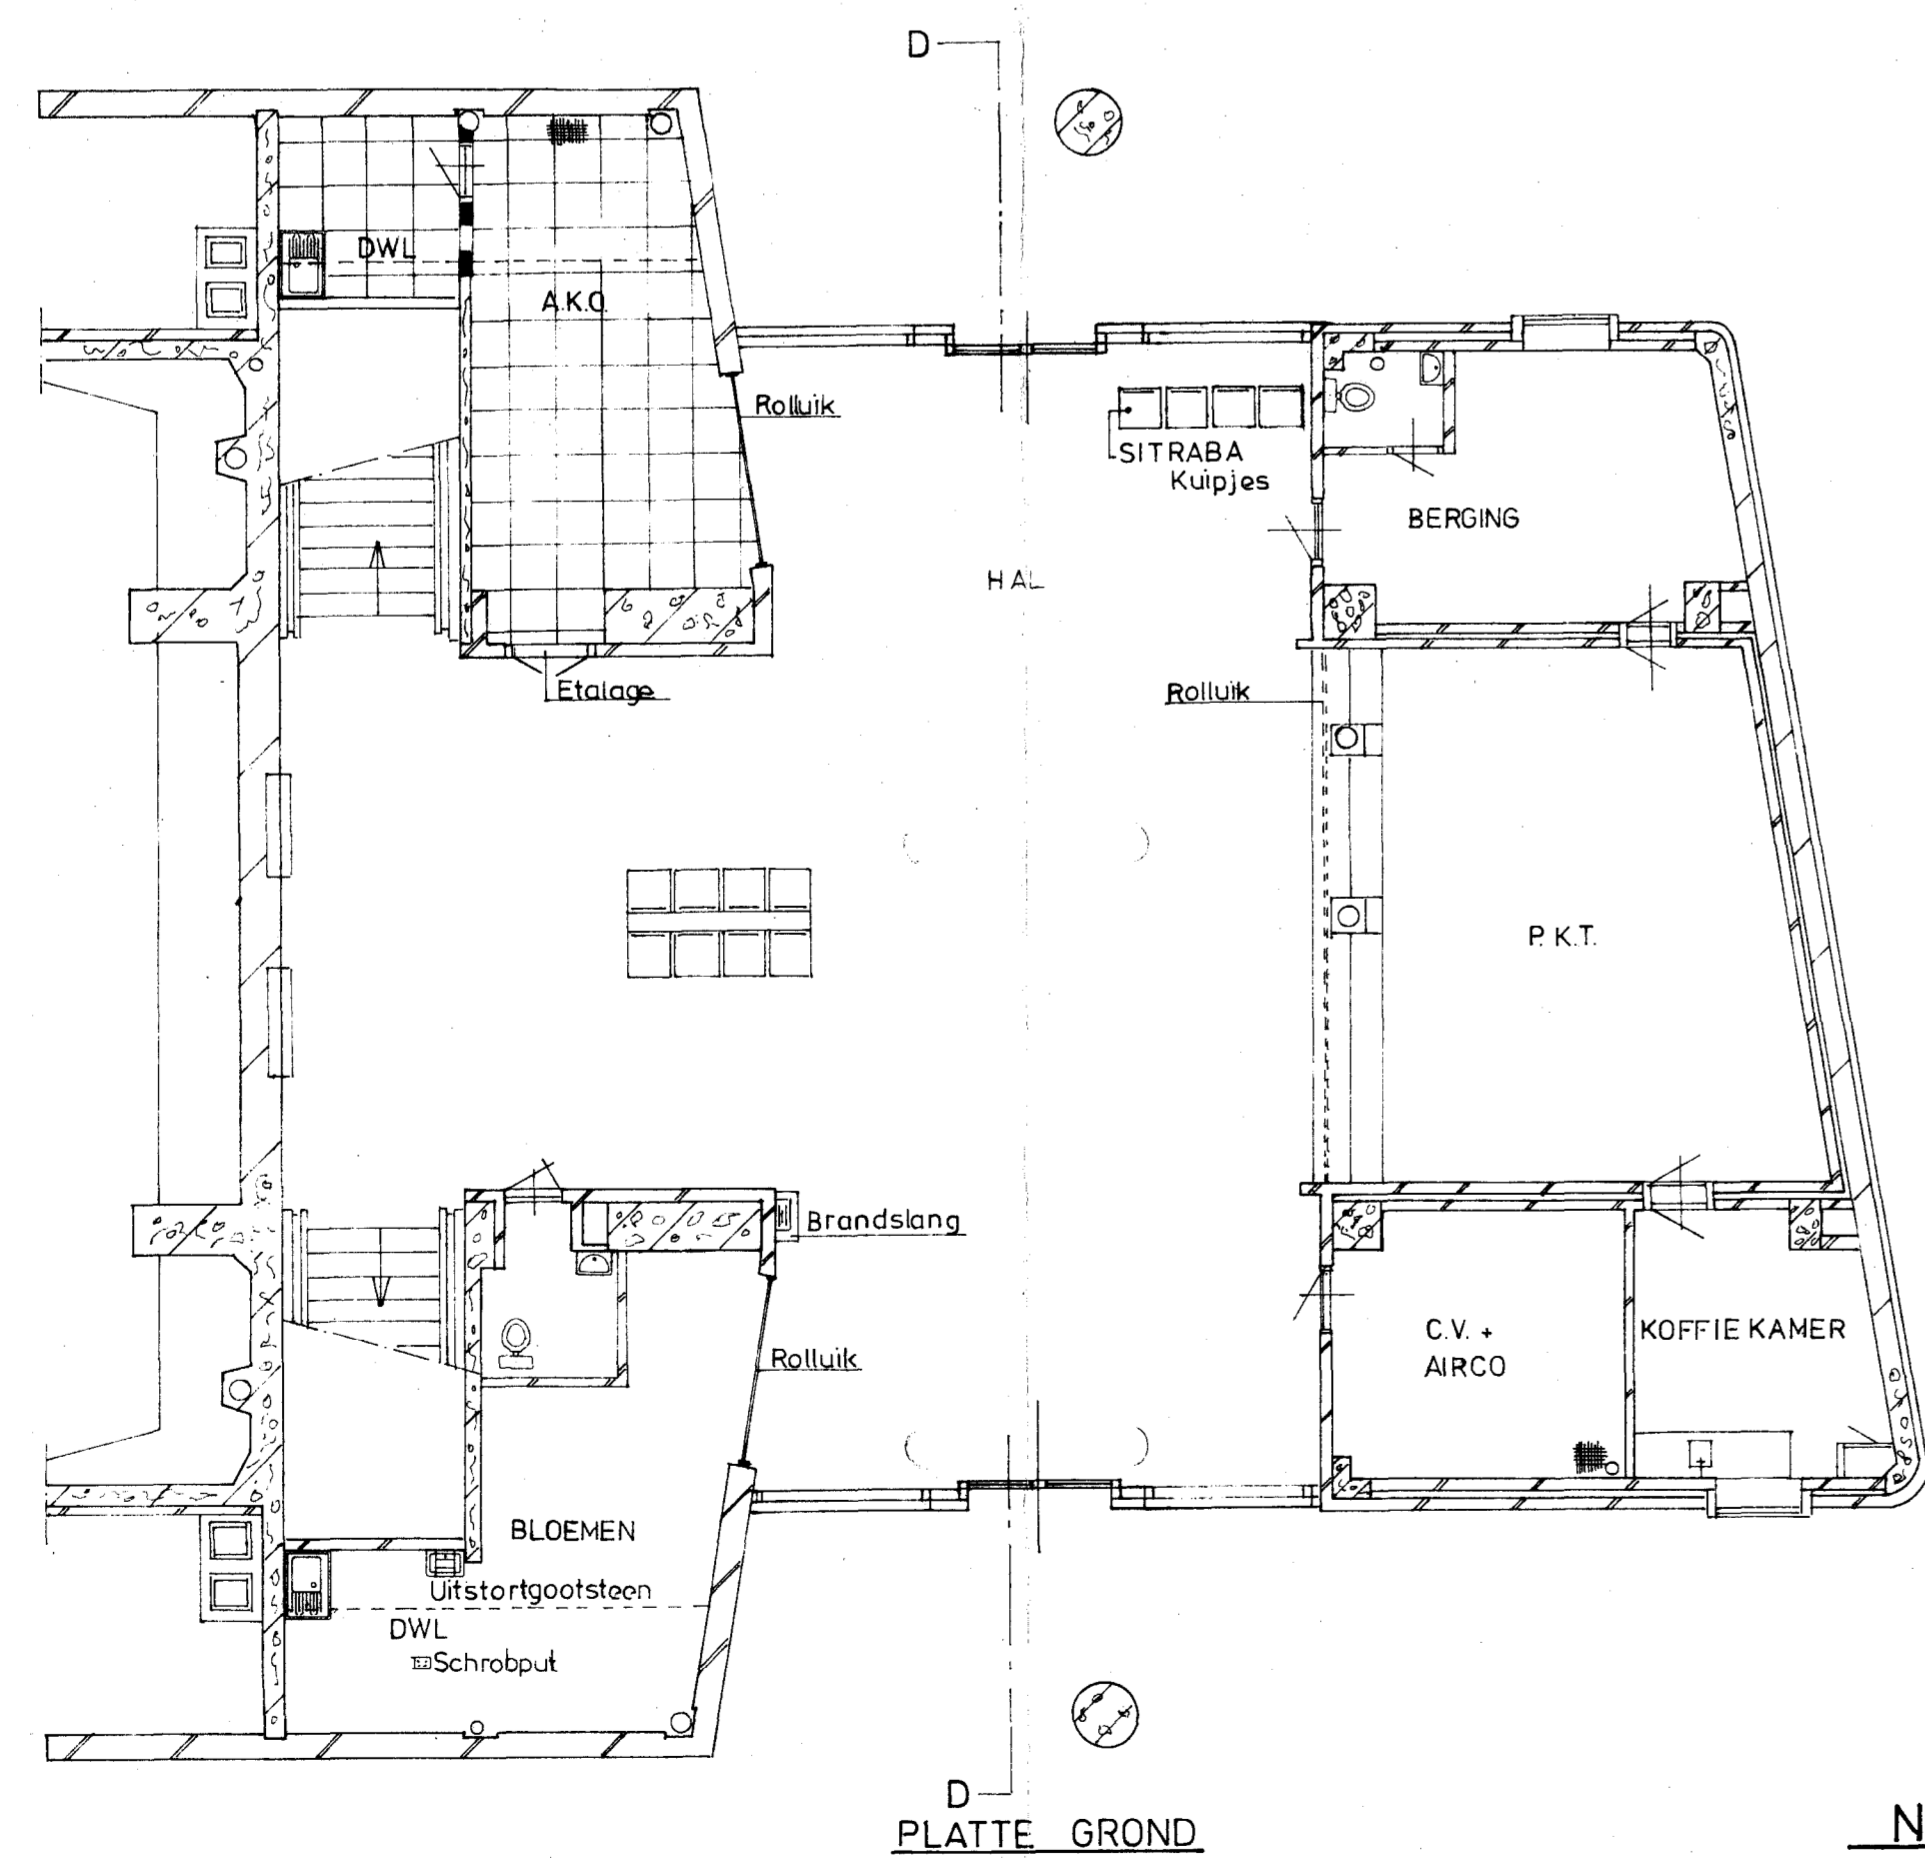 D
DWL
A.K.O.
Rolluik
SITRABA
Kuipjes
BERGING
HAL
Etalage
Rolluik
P.K.T.
Brandslang
C.V. +
AIRCO
KOFFIE KAMER
Rolluik
BLOEMEN
Uitstortgootsteen
DWL
Schrobput
D
PLATTE GROND
N